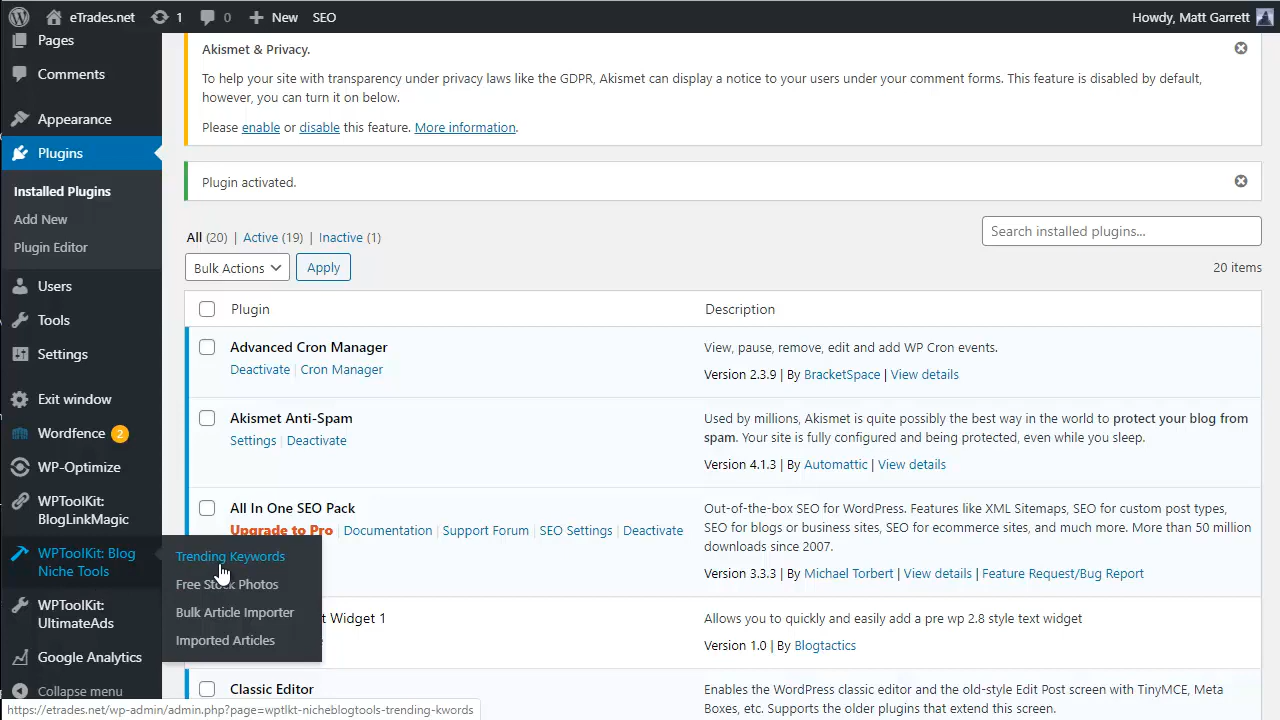 eTrades.net 1 0 New SEO Howdy, Matt Garrett
Pages
Comments
Appearance
Plugins
Installed Plugins
Add New
Plugin Editor
Users
Tools
Settings
Exit window
Wordfence 2
WP-Optimize
WPToolKit:
BlogLinkMagic
WPToolKit: Blog
Niche Tools
WPToolKit:
UltimateAds
Google Analytics
Collapse menu
Trending Keywords
Free Stock Photos
Bulk Article Importer
Imported Articles
Akismet & Privacy.
To help your site with transparency under privacy laws like the GDPR, Akismet can display a notice to your users under your comment forms. This feature is disabled by default,
however, you can turn it on below.
Please enable or disable this feature. More information.
Plugin activated.
All (20) | Active (19) | Inactive (1)
Search installed plugins...
Bulk Actions Apply
20 items
Plugin Description
Advanced Cron Manager
Deactivate | Cron Manager
View, pause, remove, edit and add WP Cron events.
Version 2.3.9 | By BracketSpace | View details
Akismet Anti-Spam
Settings | Deactivate
Used by millions, Akismet is quite possibly the best way in the world to protect your blog from
spam. Your site is fully configured and being protected, even while you sleep.
Version 4.1.3 | By Automattic | View details
All In One SEO Pack
Upgrade to Pro | Documentation | Support Forum | SEO Settings | Deactivate
Out-of-the-box SEO for WordPress. Features like XML Sitemaps, SEO for custom post types,
SEO for blogs or business sites, SEO for ecommerce sites, and much more. More than 50 million
downloads since 2007.
Version 3.3.3 | By Michael Torbert | View details | Feature Request/Bug Report
t Widget 1
Allows you to quickly and easily add a pre wp 2.8 style text widget
Version 1.0 | By Blogtactics
Classic Editor
Enables the WordPress classic editor and the old-style Edit Post screen with TinyMCE, Meta
Boxes, etc. Supports the older plugins that extend this screen.
https://etrades.net/wp-admin/admin.php?page=wptlkt-nicheblogtools-trending-kwords